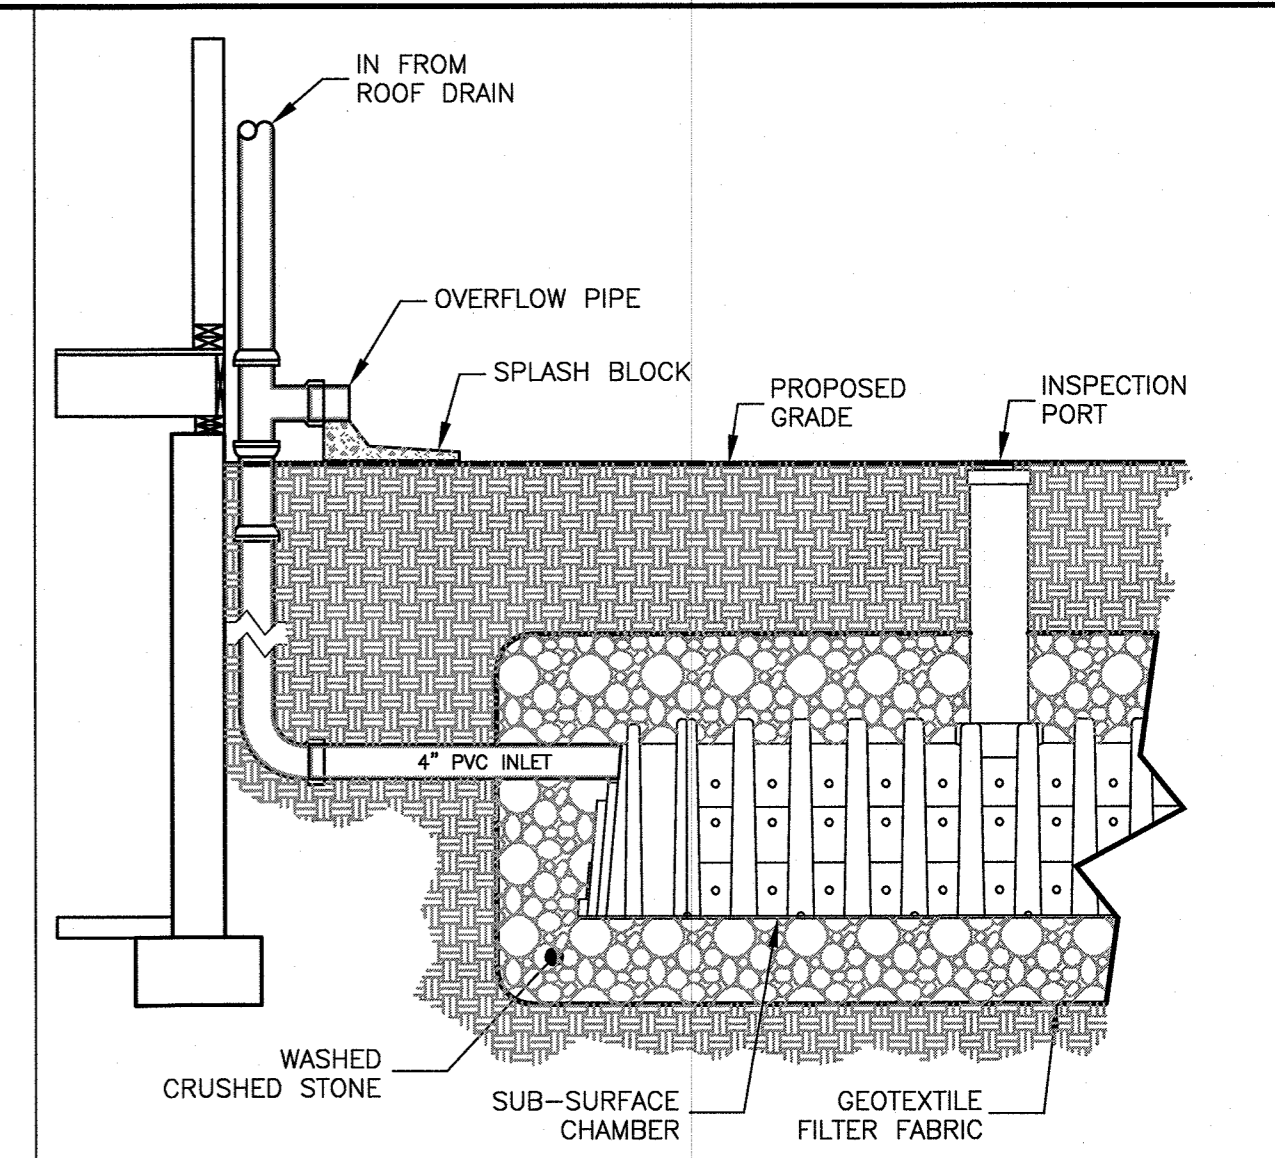 IN FROM
ROOF DRAIN
OVERFLOW PIPE
SPLASH BLOCK
PROPOSED
GRADE
INSPECTION
PORT
4" PVC INLET
WASHED
CRUSHED STONE
SUB-SURFACE
CHAMBER
GEOTEXTILE
FILTER FABRIC